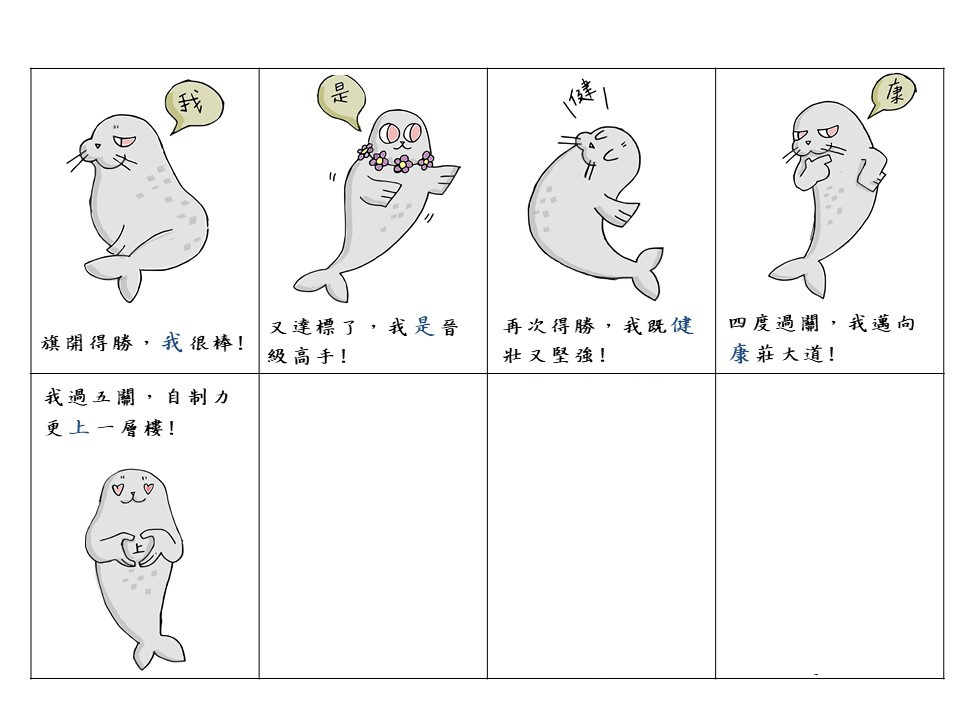 我
是
健
康
旗開得勝，我很棒!
又達標了，我是晉
級高手!
再次得勝，我既健
壯又堅強!
四度過關，我邁向
康莊大道!
我過五關，自制力
更上一層樓!
上